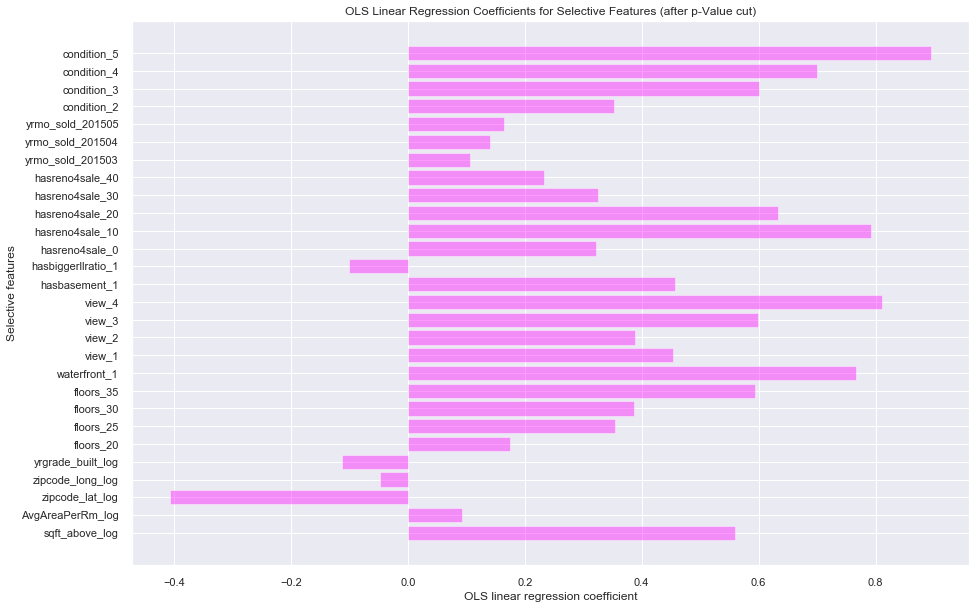 OLS Linear Regression Coefficients for Selective Features (after p-Value cut)
condition_5
condition_4
condition_3
condition_2
yrmo_sold_201505
yrmo_sold_201504
yrmo_sold_201503
hasreno4sale_40
hasreno4sale_30
hasreno4sale_20
hasreno4sale_10
hasreno4sale_0
hasbiggerllratio_1
hasbasement_1
view_4
view_3
view_2
view_1
waterfront_1
floors_35
floors_30
floors_25
floors_20
yrgrade_built_log
zipcode_long_log
zipcode_lat_log
AvgAreaPerRm_log
sqft_above_log
Selective features
−0.4 −0.2 0.0 0.2 0.4 0.6 0.8
OLS linear regression coefficient